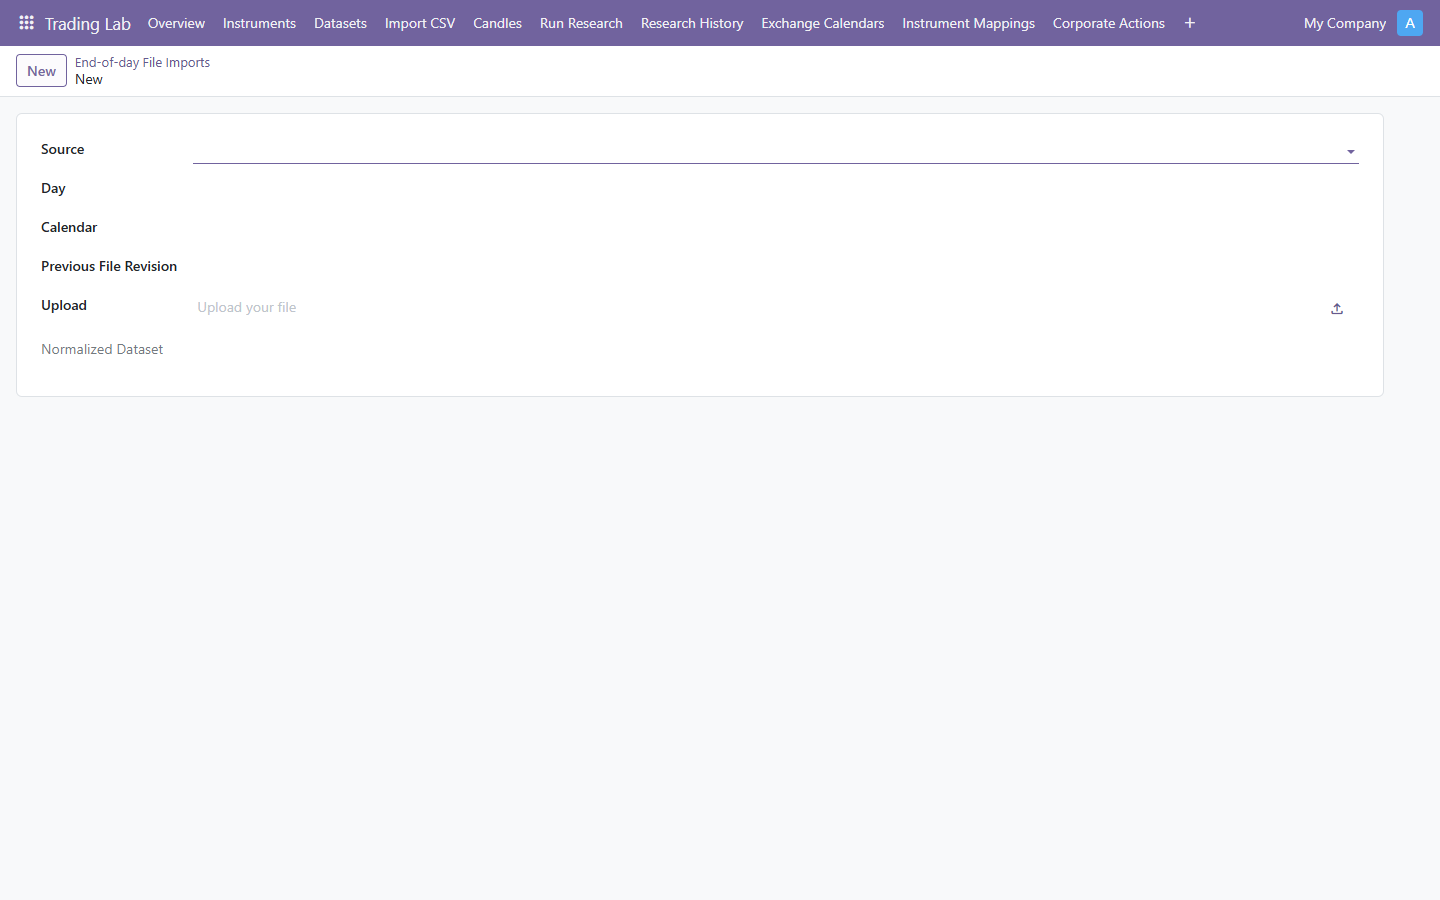 Trading Lab Overview Instruments Datasets Import CSV Candles Run Research Research History Exchange Calendars Instrument Mappings Corporate Actions + My Company A
New End-of-day File Imports
New
Source
Day
Calendar
Previous File Revision
Upload Upload your file
Normalized Dataset